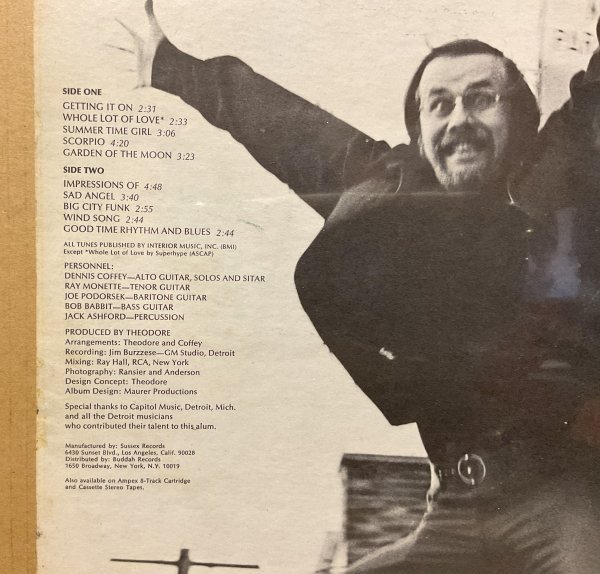 SIDE ONE
GETTING IT ON 2:31
WHOLE LOT OF LOVE* 2:33
SUMMER TIME GIRL 3:06
SCORPIO 4:20
GARDEN OF THE MOON 3:23
SIDE TWO
IMPRESSIONS OF 4:48
SAD ANGEL 3:40
BIG CITY FUNK 2:55
WIND SONG 2:44
GOOD TIME RHYTHM AND BLUES 2:44
ALL TUNES PUBLISHED BY INTERIOR MUSIC, INC. (BMI)
Except *Whole Lot of Love by Superhype (ASCAP)
PERSONNEL:
DENNIS COFFEY—ALTO GUITAR, SOLOS AND SITAR
RAY MONETTE—TENOR GUITAR
JOE PODORSEK—BARITONE GUITAR
BOB BABBIT—BASS GUITAR
JACK ASHFORD—PERCUSSION
PRODUCED BY THEODORE
Arrangements: Theodore and Coffey
Recording: Jim Burzzese—GM Studio, Detroit
Mixing: Ray Hall, RCA, New York
Photography: Ransier and Anderson
Design Concept: Theodore
Album Design: Maurer Productions
Special thanks to Capitol Music, Detroit, Mich.
and all the Detroit musicians
who contributed their talent to this alum.
Manufactured by: Sussex Records
6430 Sunset Blvd., Los Angeles, Calif. 90028
Distributed by: Buddah Records
1650 Broadway, New York, N.Y. 10019
Also available on Ampex 8-Track Cartridge
and Cassette Stereo Tapes.